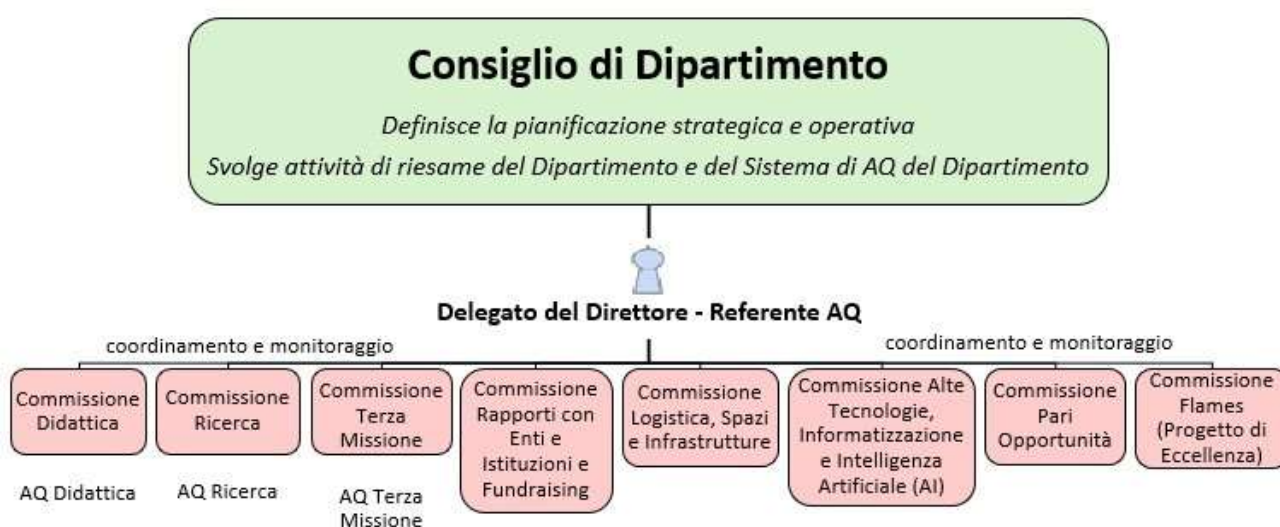 Consiglio di Dipartimento
Definisce la pianificazione strategica e operativa
Svolge attività di riesame del Dipartimento e del Sistema di AQ del Dipartimento
Delegato del Direttore - Referente AQ
coordinamento e monitoraggio
coordinamento e monitoraggio
Commissione
Didattica
Commissione
Ricerca
Commissione
Terza
Missione
Commissione
Rapporti con
Enti e
Istituzioni e
Fundraising
Commissione
Logistica, Spazi
e Infrastrutture
Commissione Alte
Tecnologie,
Informatizzazione
e Intelligenza
Artificiale (AI)
Commissione
Pari
Opportunità
Commissione
Flames
(Progetto di
Eccellenza)
AQ Didattica
AQ Ricerca
AQ Terza
Missione